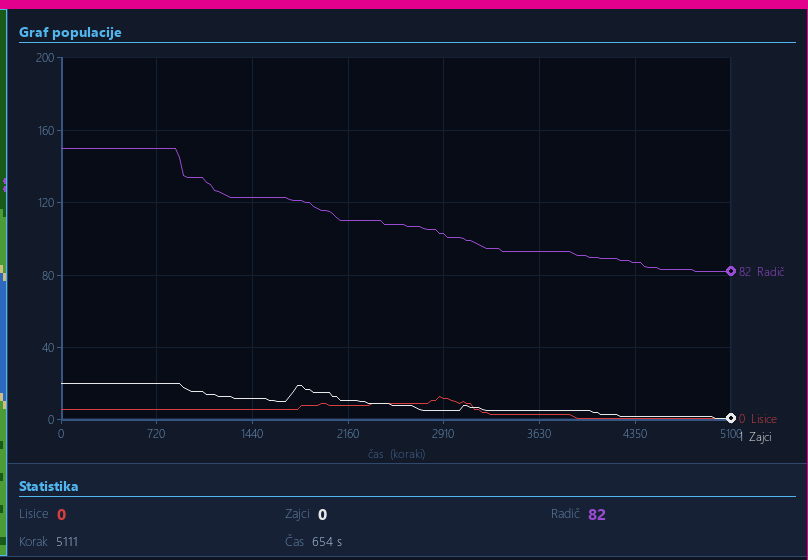 Graf populacije
200
160
120
80
82 Radič
40
0
0 Lisice
0 720 1440 2160 2910 3630 4350 5100
1 Zajci
čas (koraki)
Statistika
Lisice 0 Zajci 0 Radič 82
Korak 5111 Čas 654 s